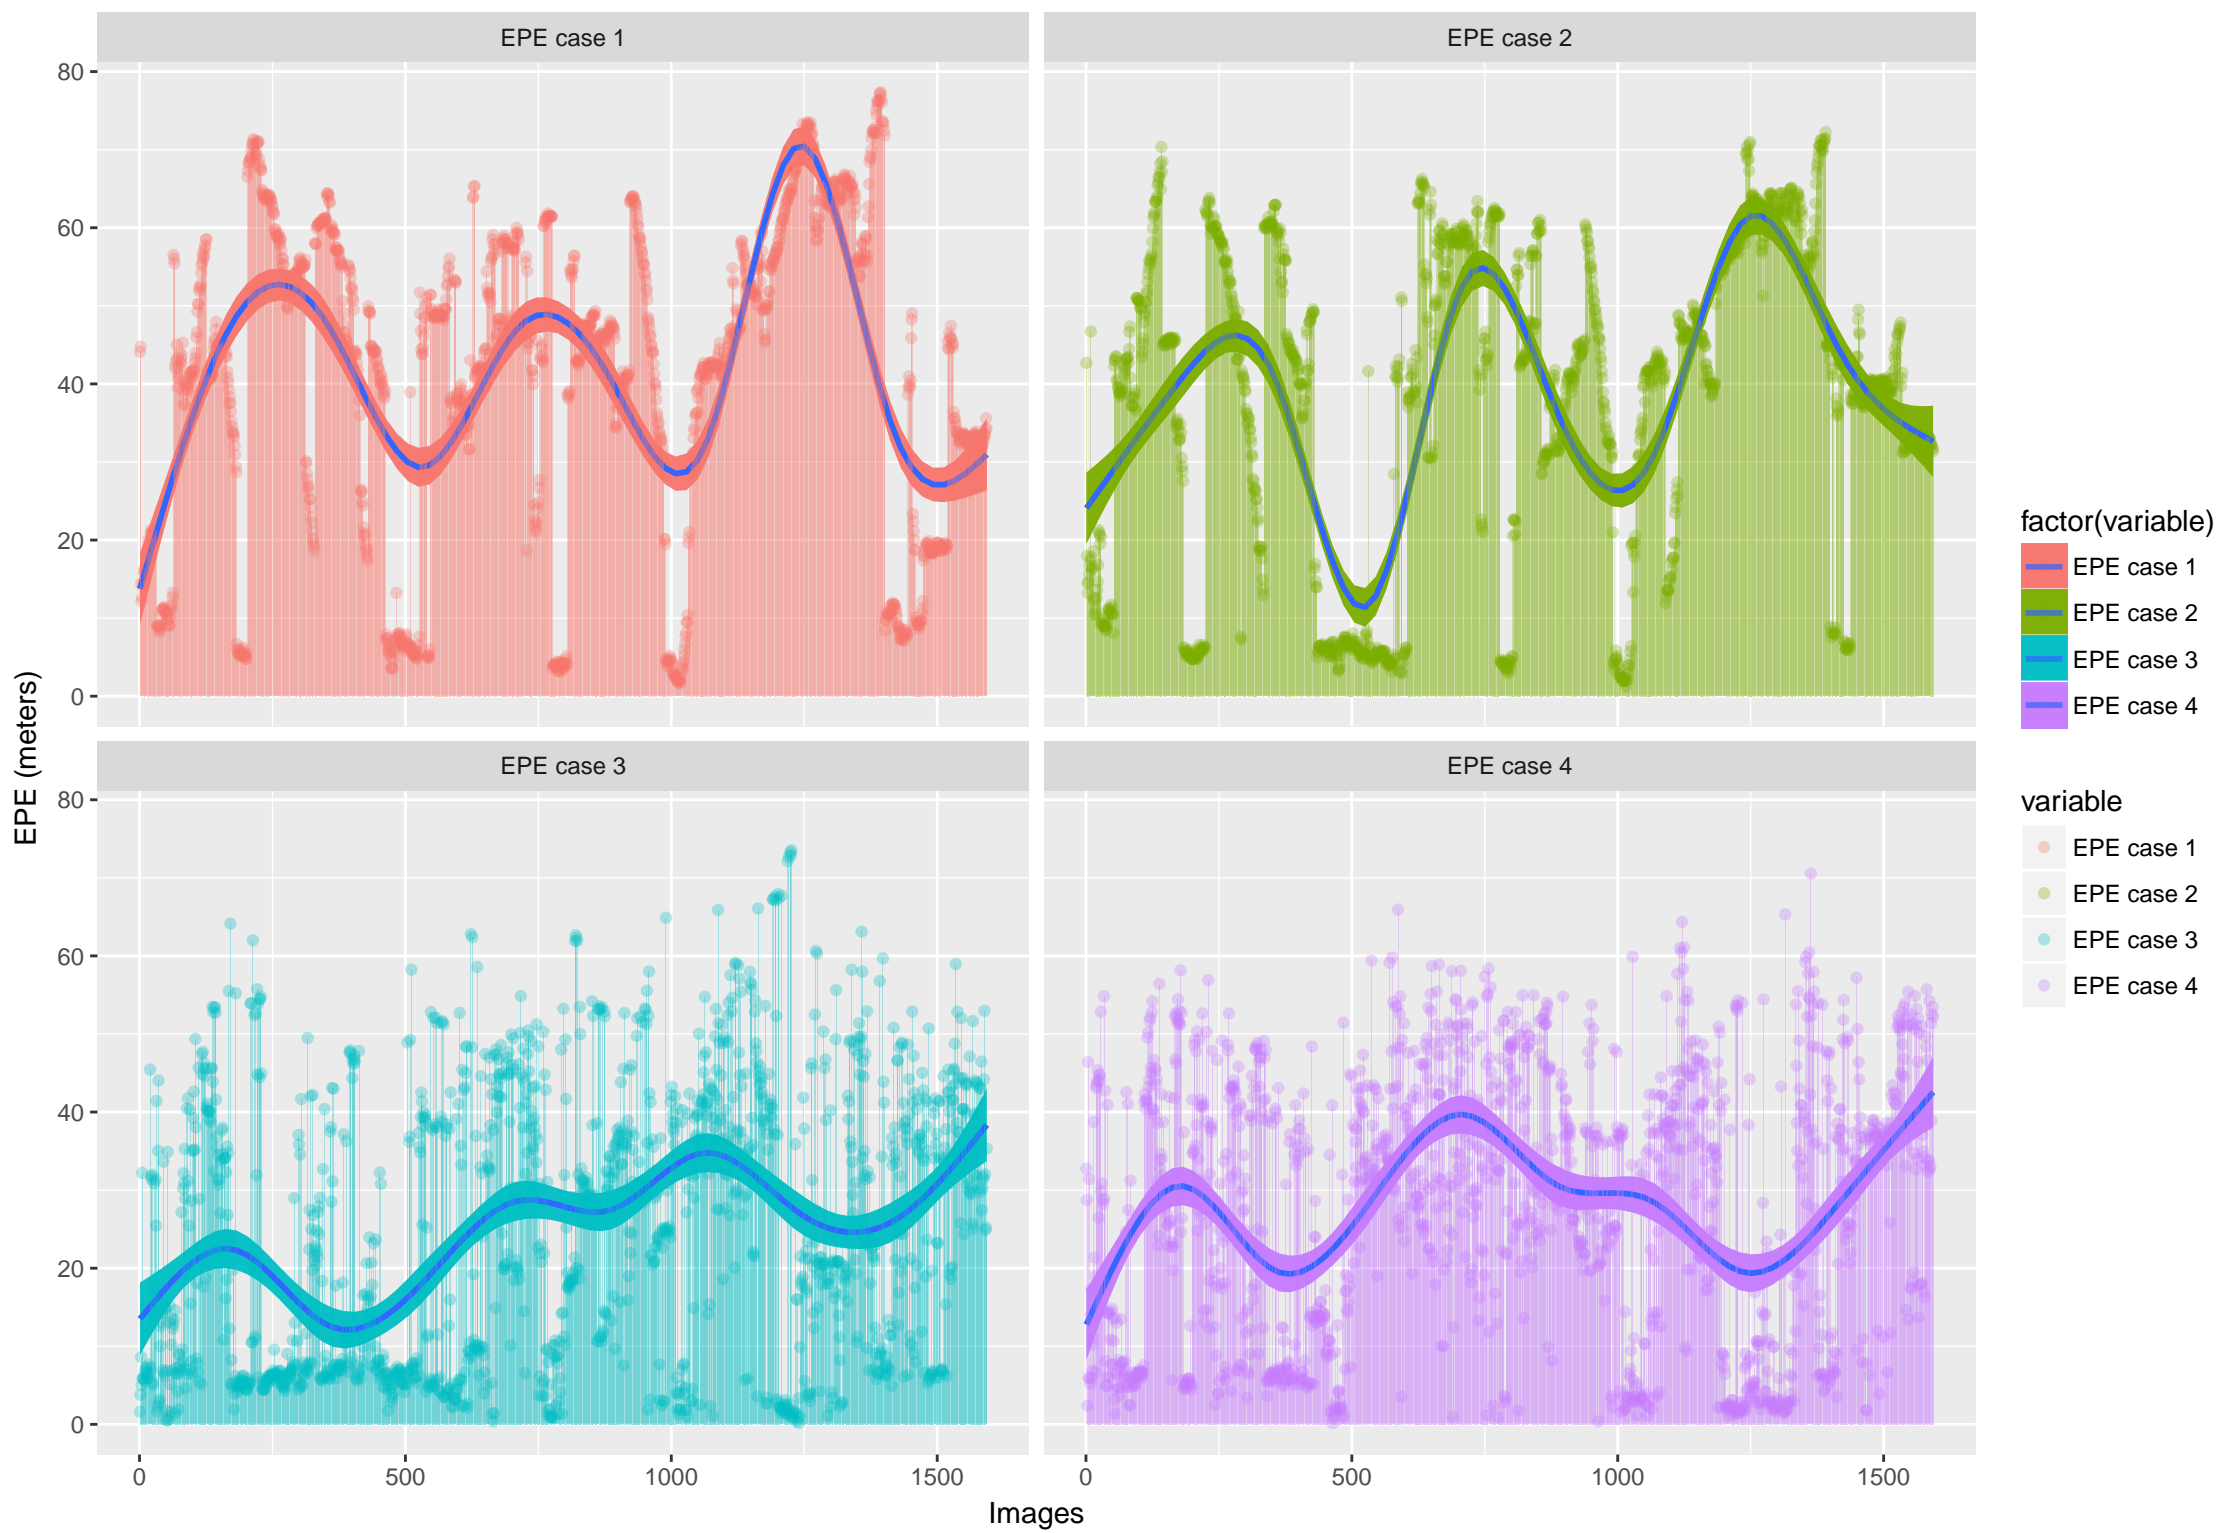 EPE case 1
EPE case 2
80
60
40
20
0
EPE case 3
EPE case 4
80
60
40
20
0
EPE (meters)
0
500
1000
1500
0
500
1000
1500
Images
factor(variable)
EPE case 1
EPE case 2
EPE case 3
EPE case 4
variable
EPE case 1
EPE case 2
EPE case 3
EPE case 4